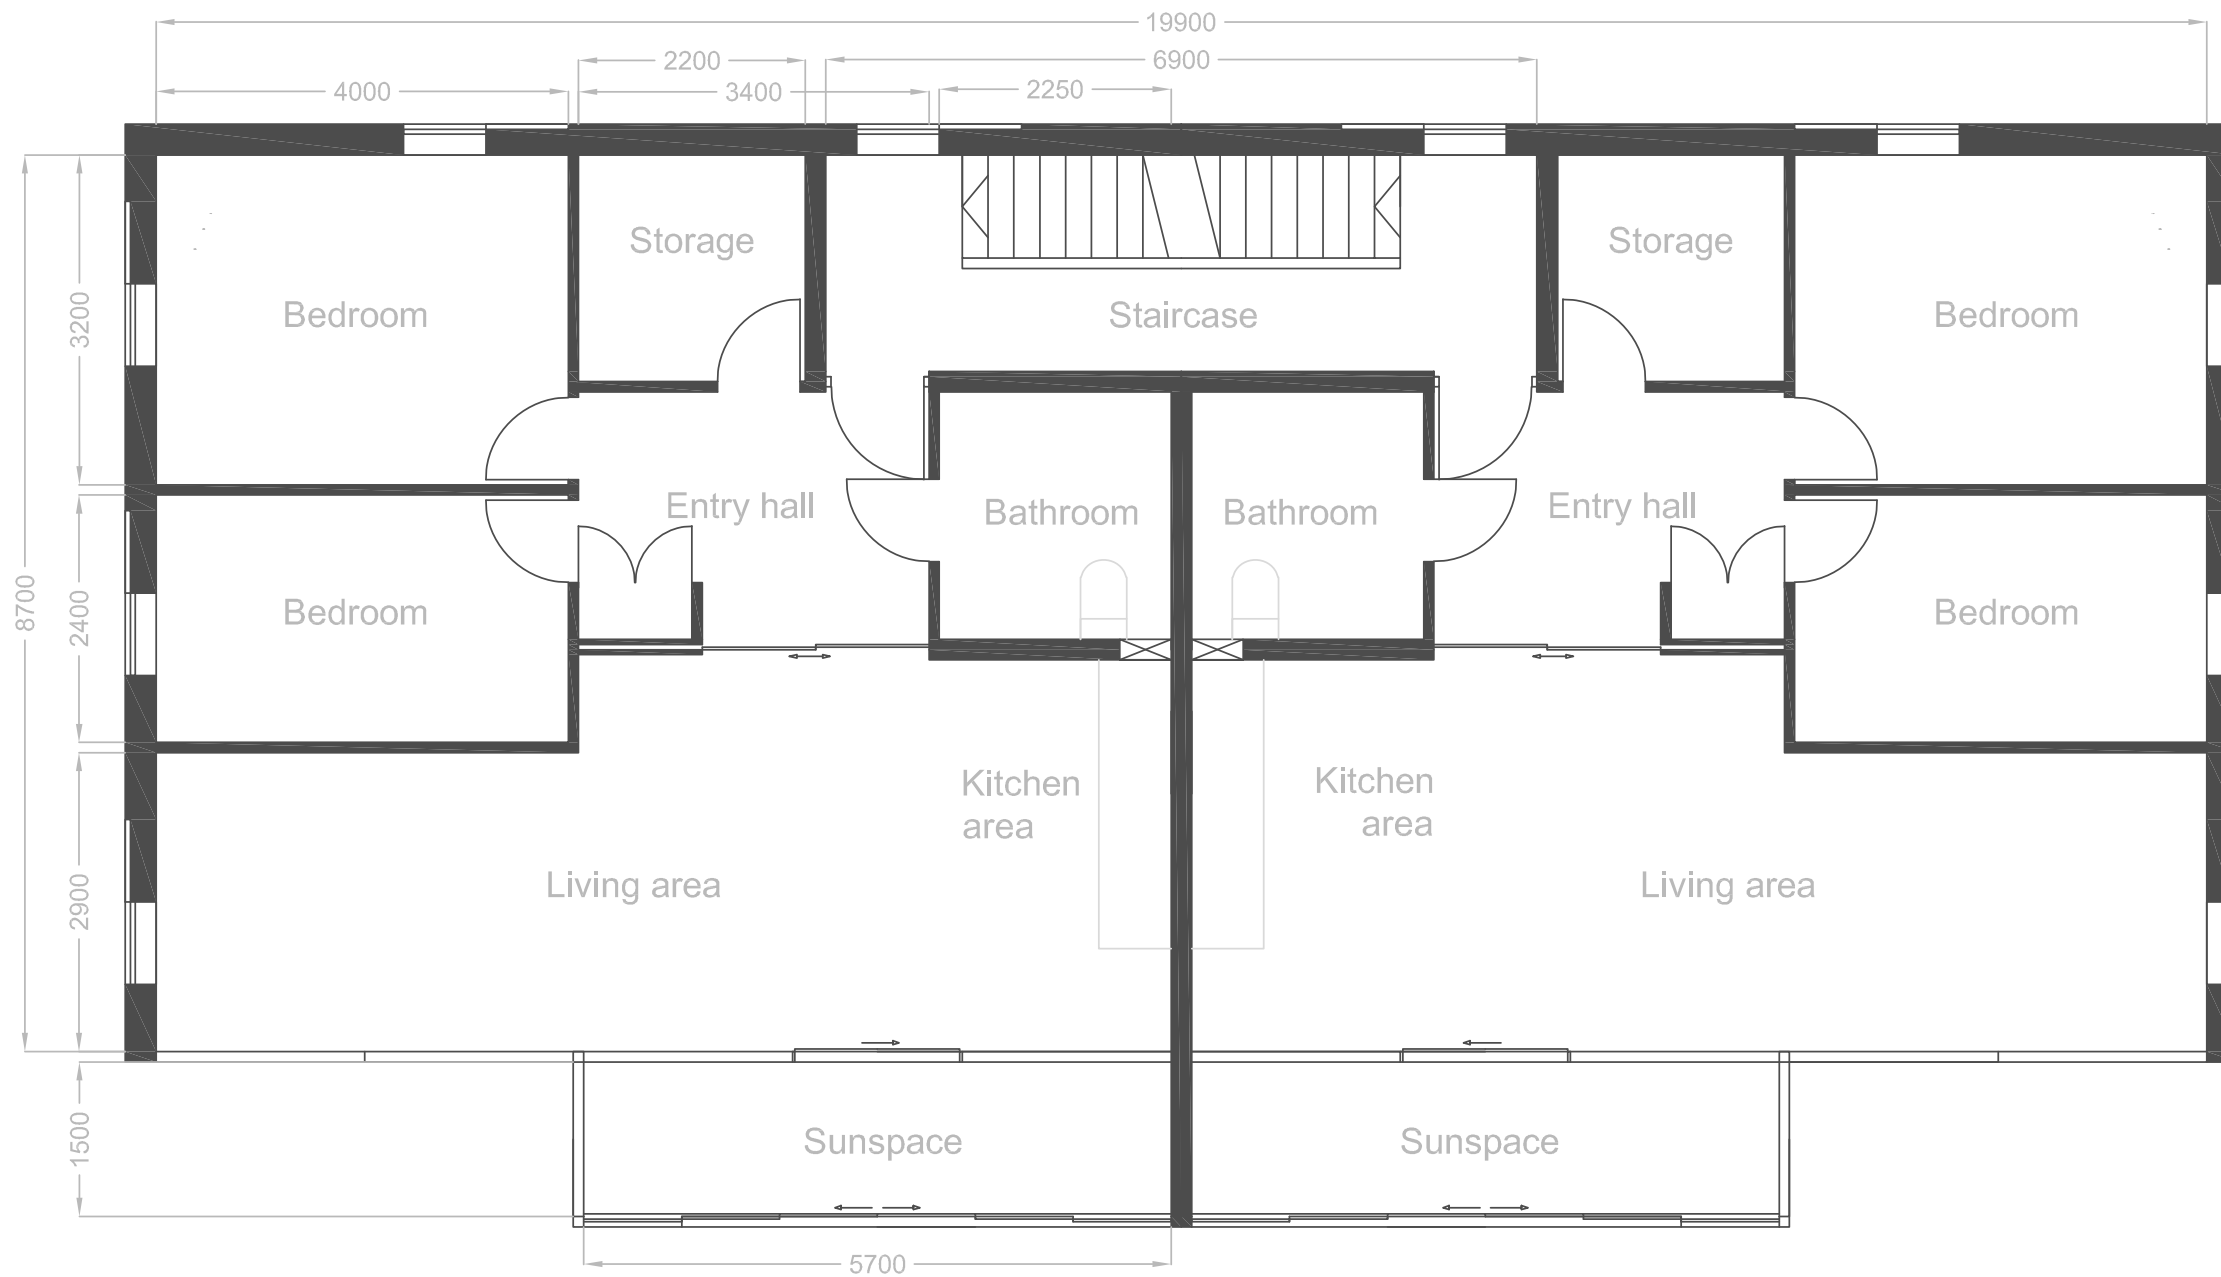 19900
6900
2200
4000
3400
2250
Storage
Storage
Bedroom
Staircase
Bedroom
3200
Entry hall
Bathroom
Bathroom
Entry hall
8700
2400
Bedroom
Bedroom
Kitchen
area
Kitchen
area
Living area
Living area
2900
1500
Sunspace
Sunspace
5700